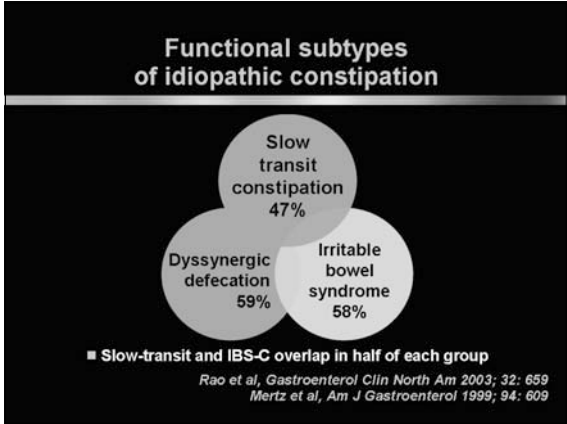 Functional subtypes
of idiopathic constipation
Slow
transit
constipation
47%
Dyssynergic
defecation
59%
Irritable
bowel
syndrome
58%
■ Slow-transit and IBS-C overlap in half of each group
Rao et al, Gastroenterol Clin North Am 2003; 32: 659
Mertz et al, Am J Gastroenterol 1999; 94: 609